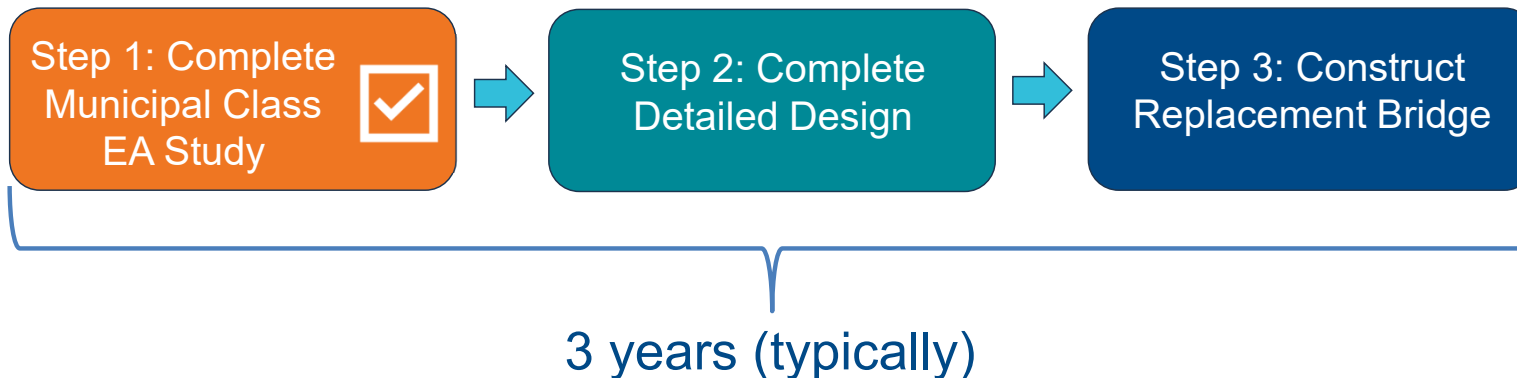 Step 1: Complete
Municipal Class
EA Study
Step 2: Complete
Detailed Design
Step 3: Construct
Replacement Bridge
3 years (typically)